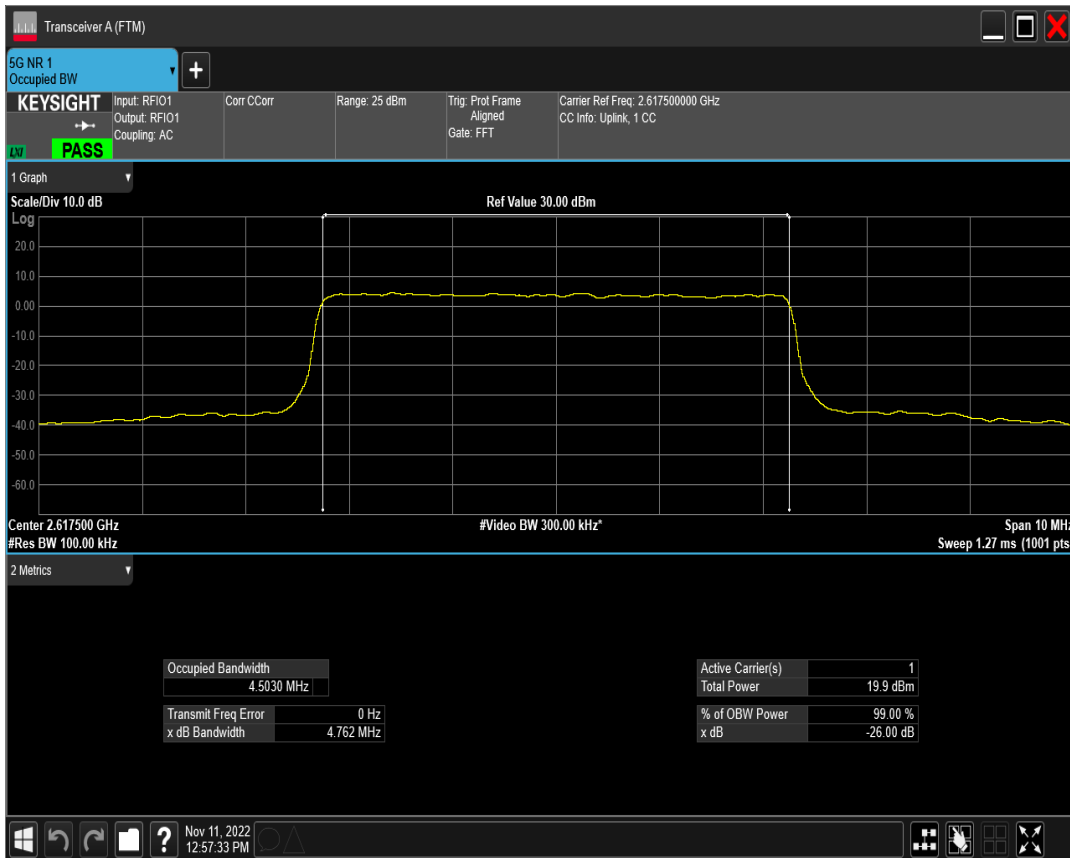 Transceiver A (FTM)
5G NR 1
Occupied BW
+
KEYSIGHT
LXI
PASS
Input: RFIO1
Output: RFIO1
Coupling: AC
Corr CCorr
Range: 25 dBm
Trig: Prot Frame
Aligned
Gate: FFT
Carrier Ref Freq: 2.617500000 GHz
CC Info: Uplink, 1 CC
1 Graph
Scale/Div 10.0 dB
Ref Value 30.00 dBm
Log
20.0
10.0
0.00
-10.0
-20.0
-30.0
-40.0
-50.0
-60.0
Center 2.617500 GHz
#Video BW 300.00 kHz*
Span 10 MHz
#Res BW 100.00 kHz
Sweep 1.27 ms (1001 pts
2 Metrics
Occupied Bandwidth
4.5030 MHz
Transmit Freq Error 0 Hz
x dB Bandwidth 4.762 MHz
Active Carrier(s) 1
Total Power 19.9 dBm
% of OBW Power 99.00 %
x dB -26.00 dB
?
Nov 11, 2022
12:57:33 PM